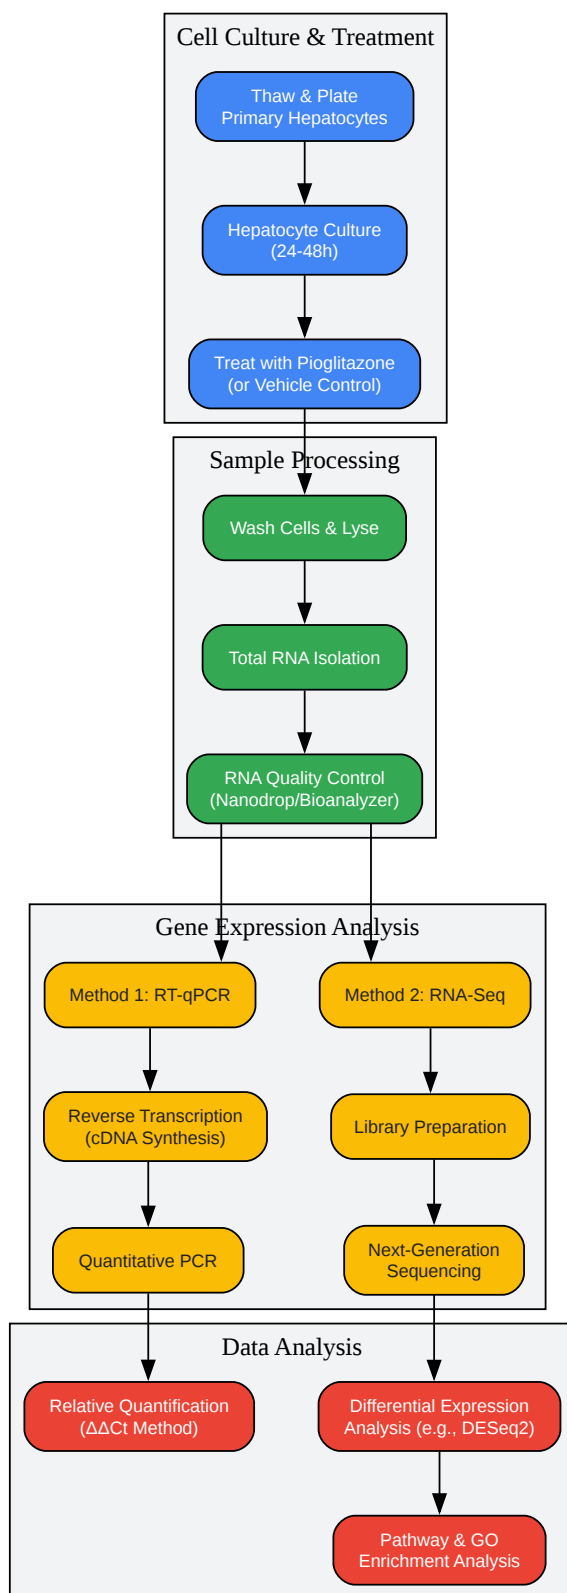 Cell Culture & Treatment
Thaw & Plate
Primary Hepatocytes
Hepatocyte Culture
(24-48h)
Treat with Pioglitazone
(or Vehicle Control)
Sample Processing
Wash Cells & Lyse
Total RNA Isolation
RNA Quality Control
(Nanodrop/Bioanalyzer)
Gene Expression Analysis
Method 1: RT-qPCR
Method 2: RNA-Seq
Reverse Transcription
(cDNA Synthesis)
Library Preparation
Quantitative PCR
Next-Generation
Sequencing
Data Analysis
Relative Quantification
(ΔΔCt Method)
Differential Expression
Analysis (e.g., DESeq2)
Pathway & GO
Enrichment Analysis